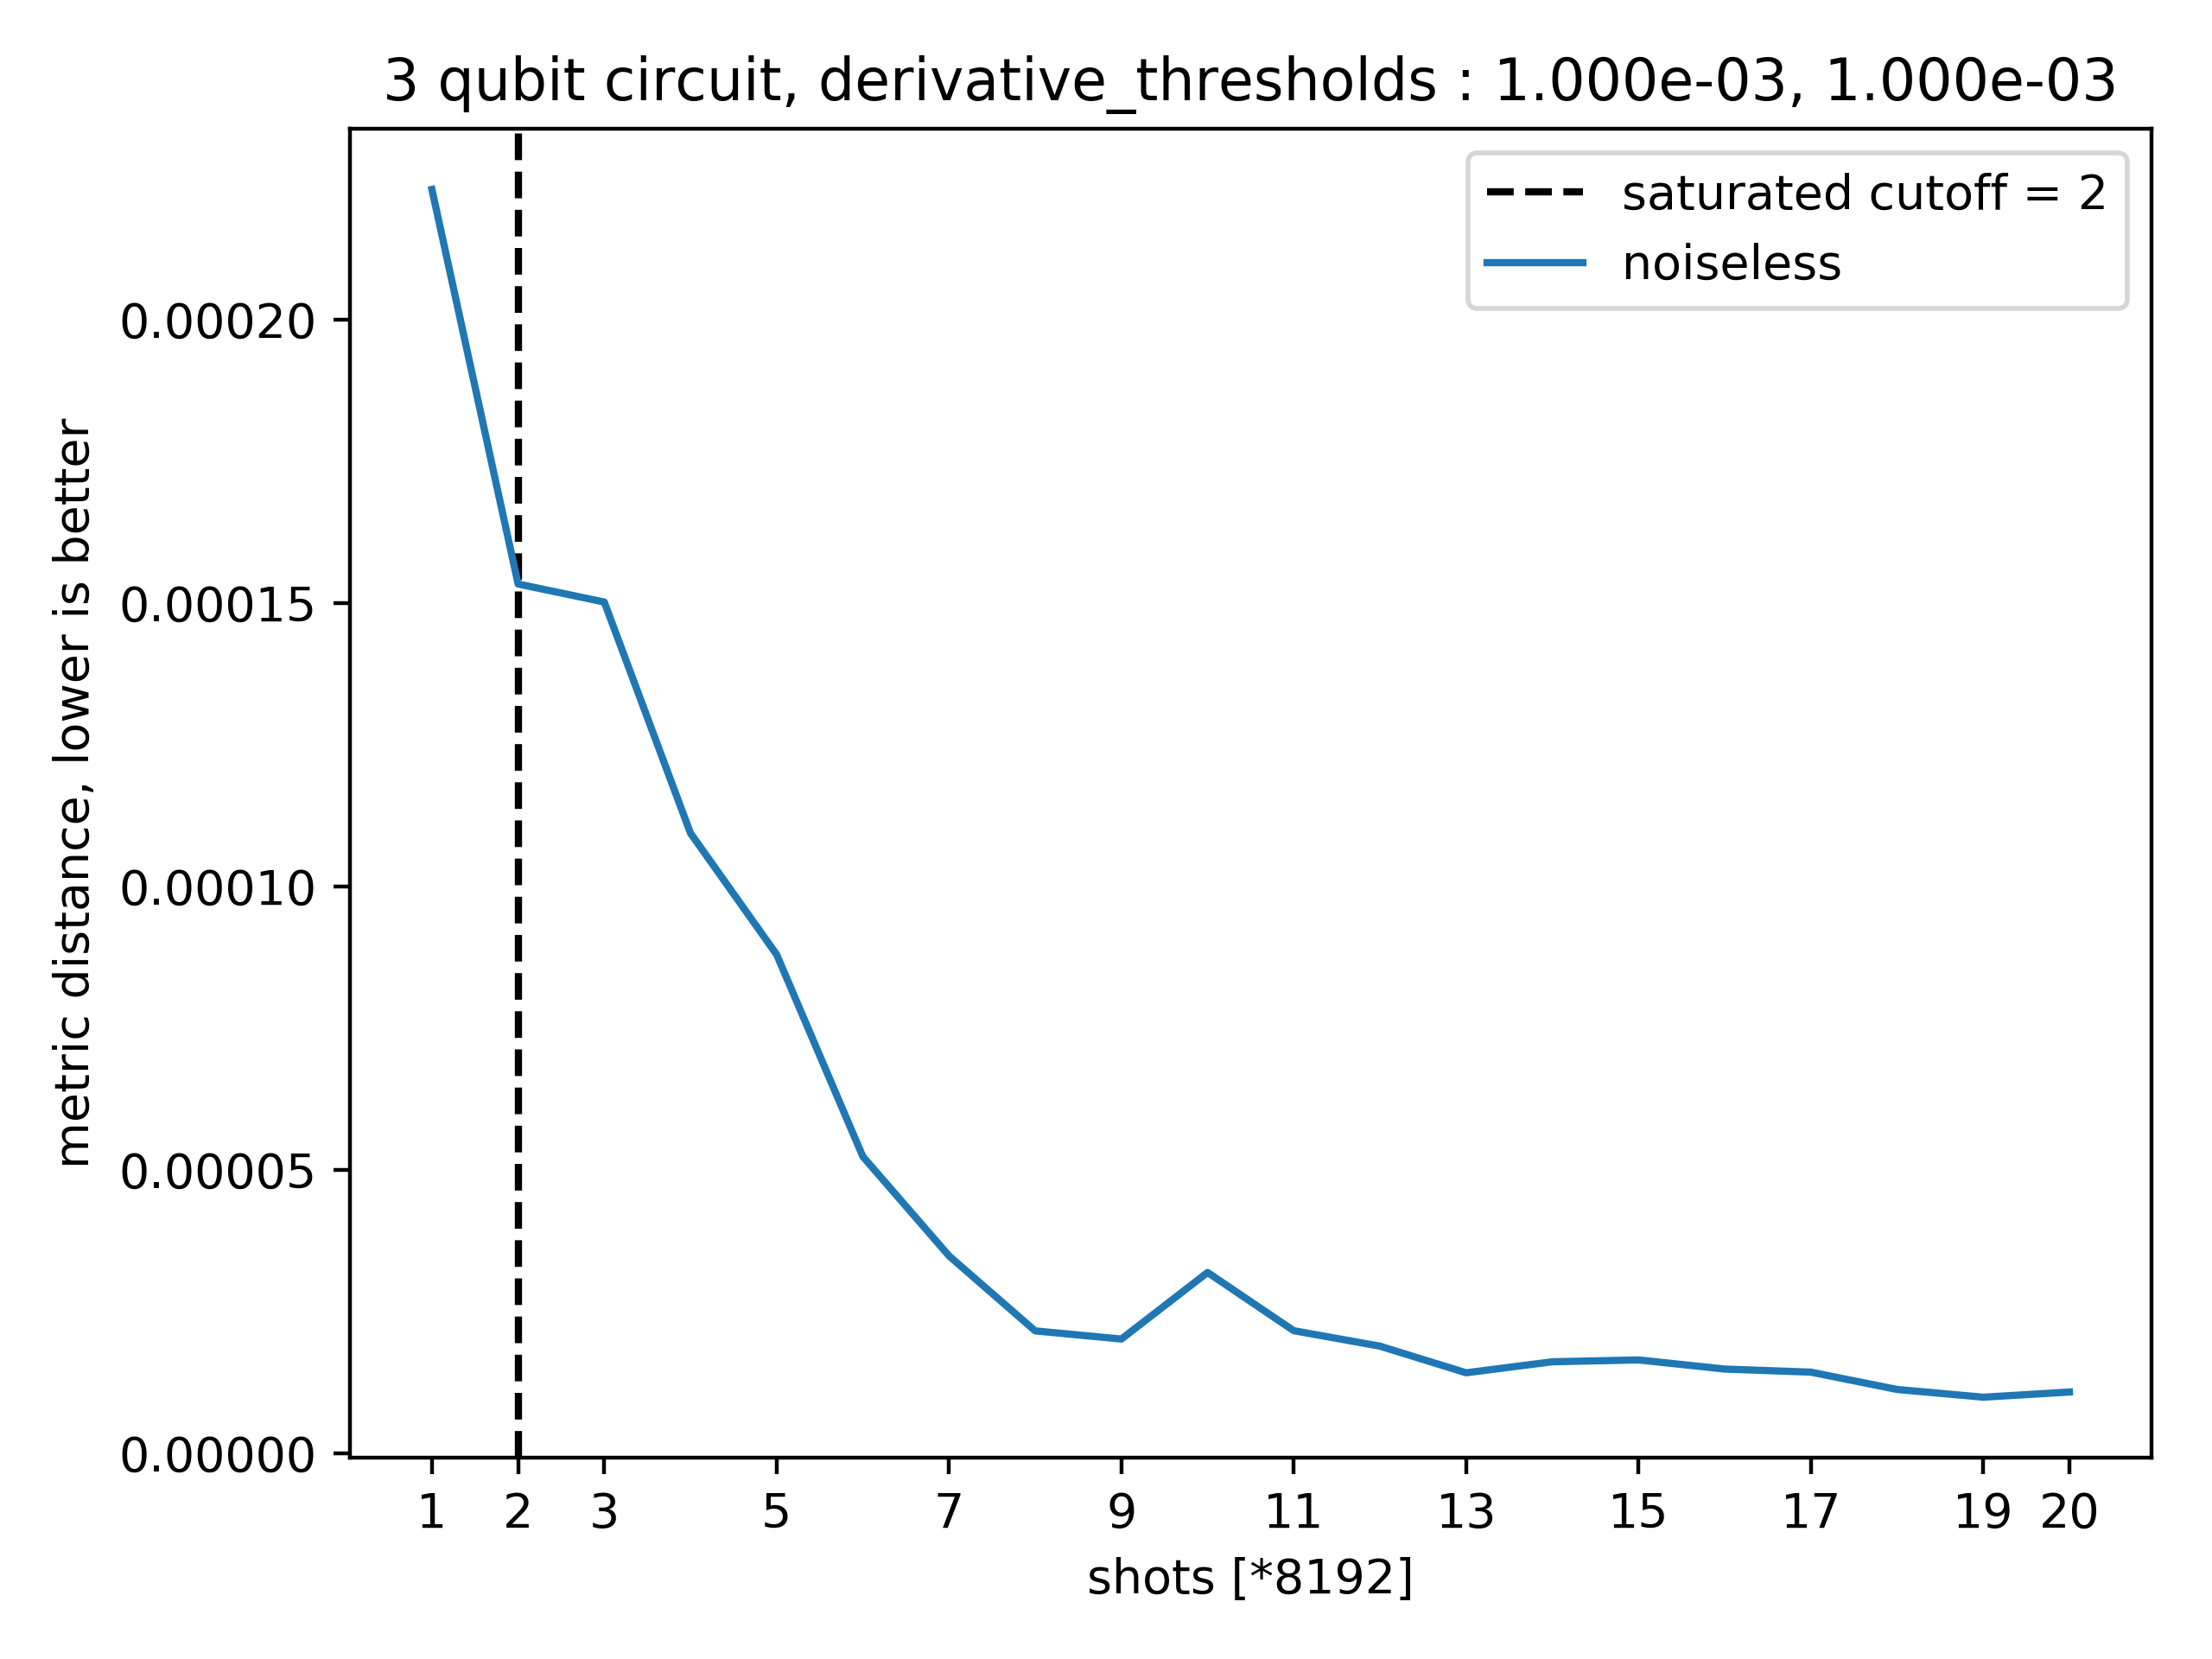 3 qubit circuit, derivative_thresholds : 1.000e-03, 1.000e-03
saturated cutoff = 2
noiseless
metric distance, lower is better
0.00020
0.00015
0.00010
0.00005
0.00000
1 2 3 5 7 9 11 13 15 17 19 20
shots [*8192]